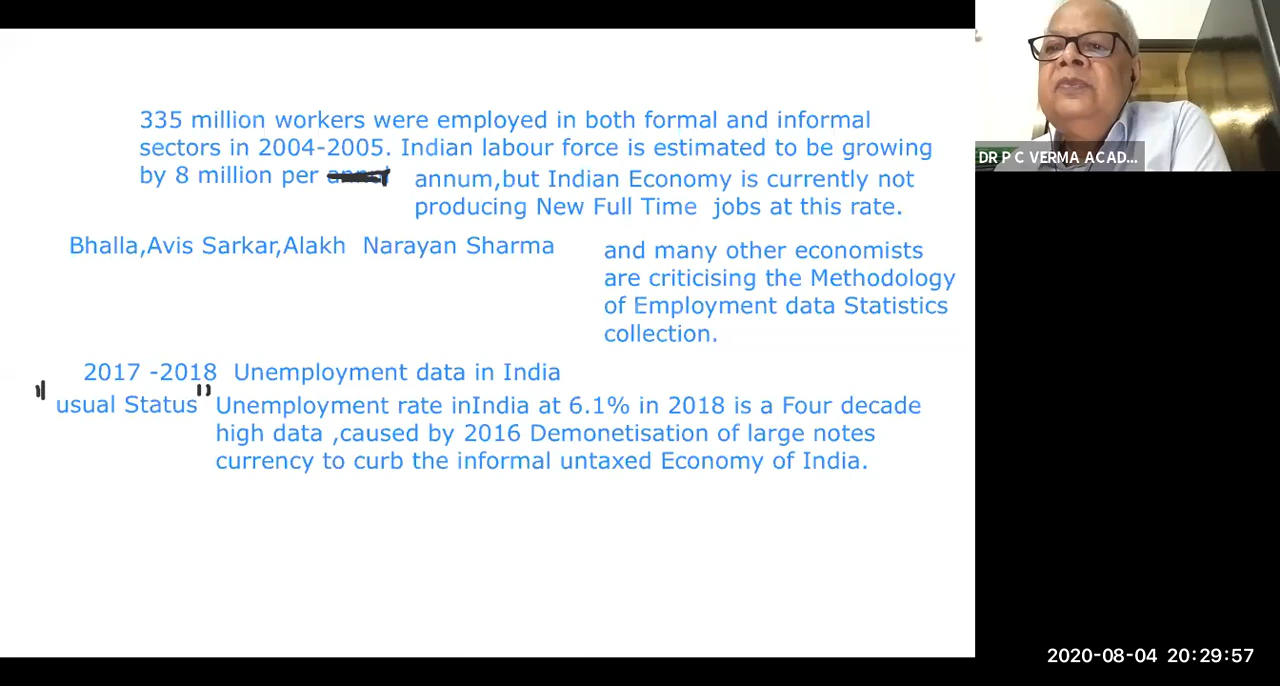 335 million workers were employed in both formal and informal
sectors in 2004-2005. Indian labour force is estimated to be growing
by 8 million per
annum,but Indian Economy is currently not
producing New Full Time jobs at this rate.
Bhalla,Avis Sarkar,Alakh Narayan Sharma
and many other economists
are criticising the Methodology
of Employment data Statistics
collection.
2017 -2018 Unemployment data in India
"usual Status" Unemployment rate inIndia at 6.1% in 2018 is a Four decade
high data ,caused by 2016 Demonetisation of large notes
currency to curb the informal untaxed Economy of India.
DR P C VERMA ACAD...
2020-08-04 20:29:57